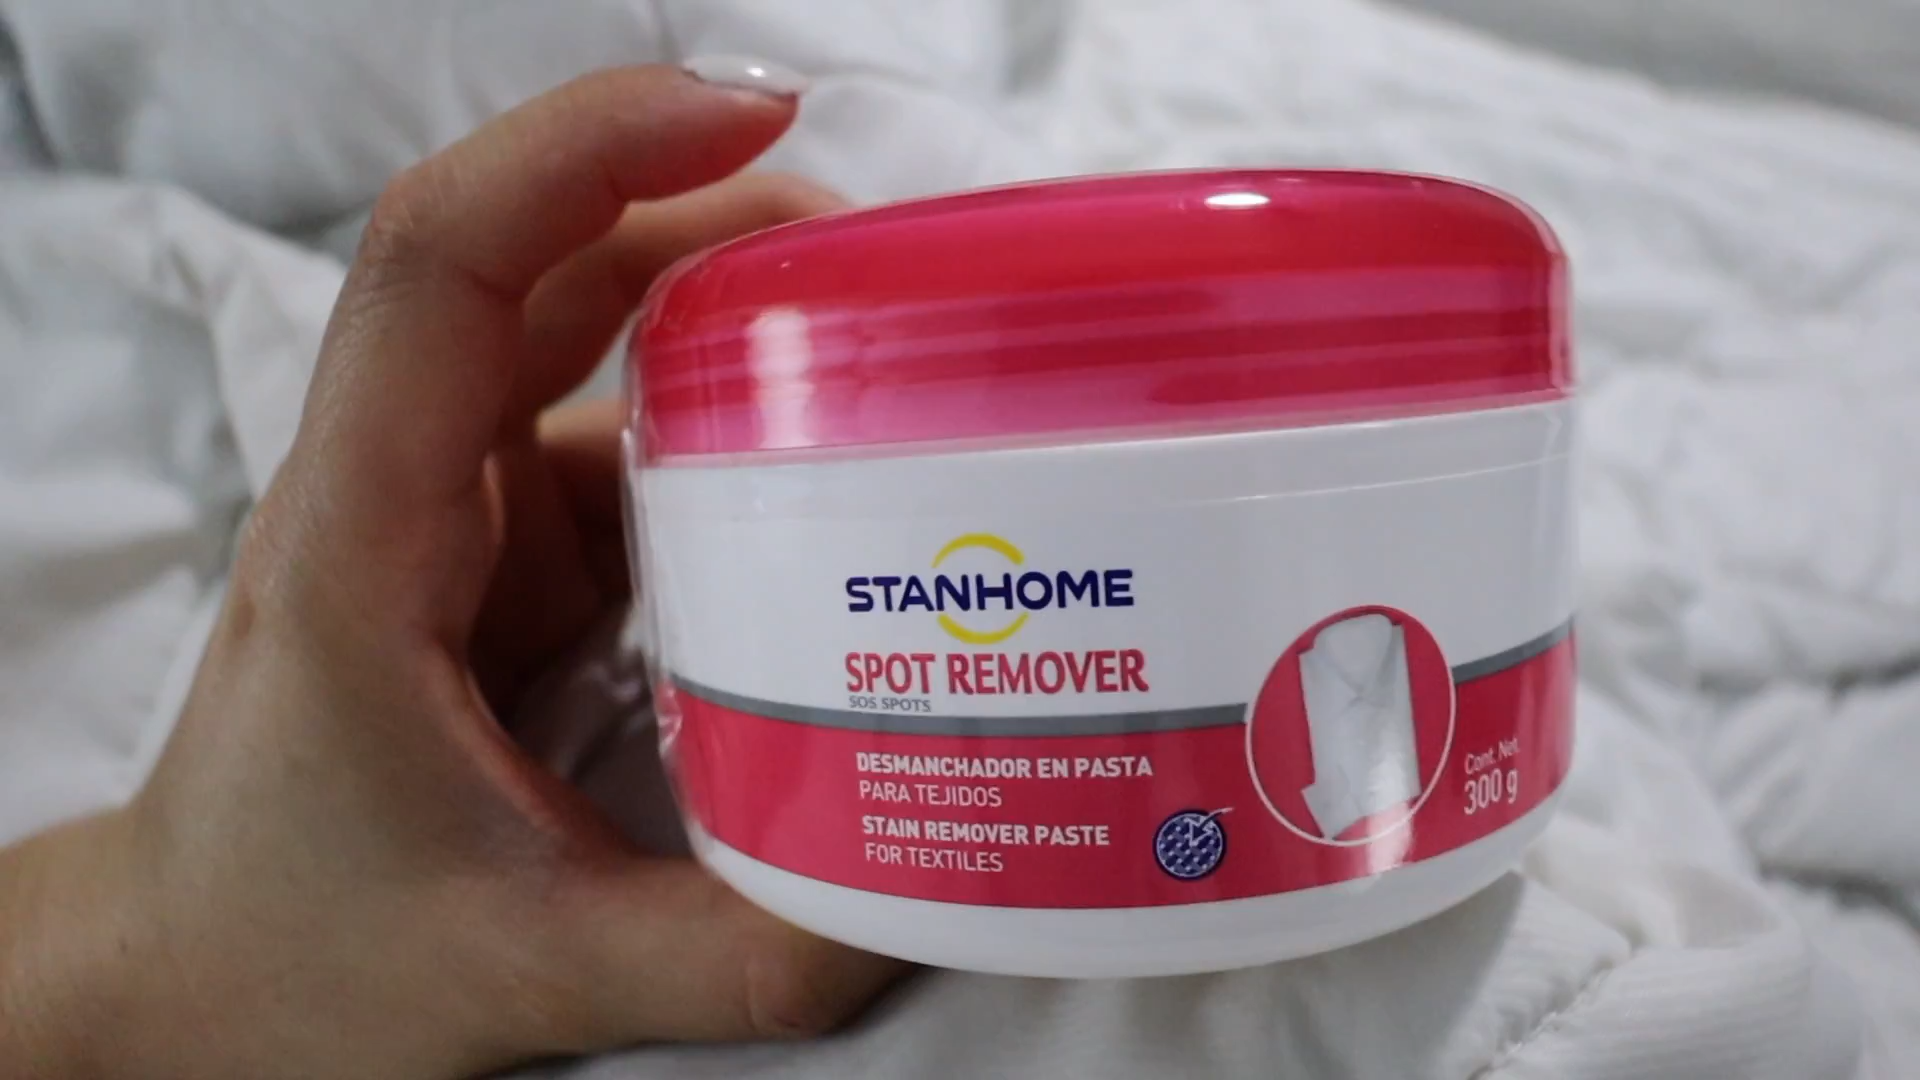 STANHOME
SPOT REMOVER
SOS SPOTS
DESMANCHADOR EN PASTA
PARA TEJIDOS
STAIN REMOVER PASTE
FOR TEXTILES
Cont. Net.
300 g